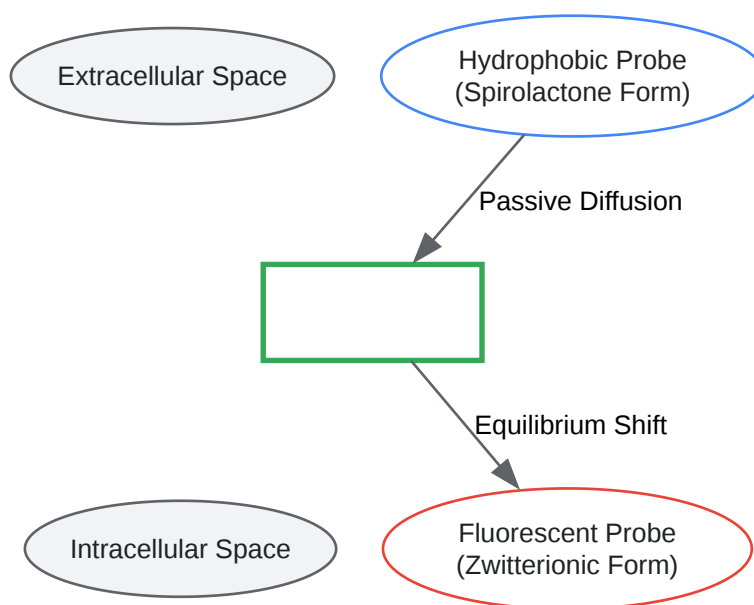 Extracellular Space
Hydrophobic Probe
(Spirolactone Form)
Passive Diffusion
Equilibrium Shift
Intracellular Space
Fluorescent Probe
(Zwitterionic Form)